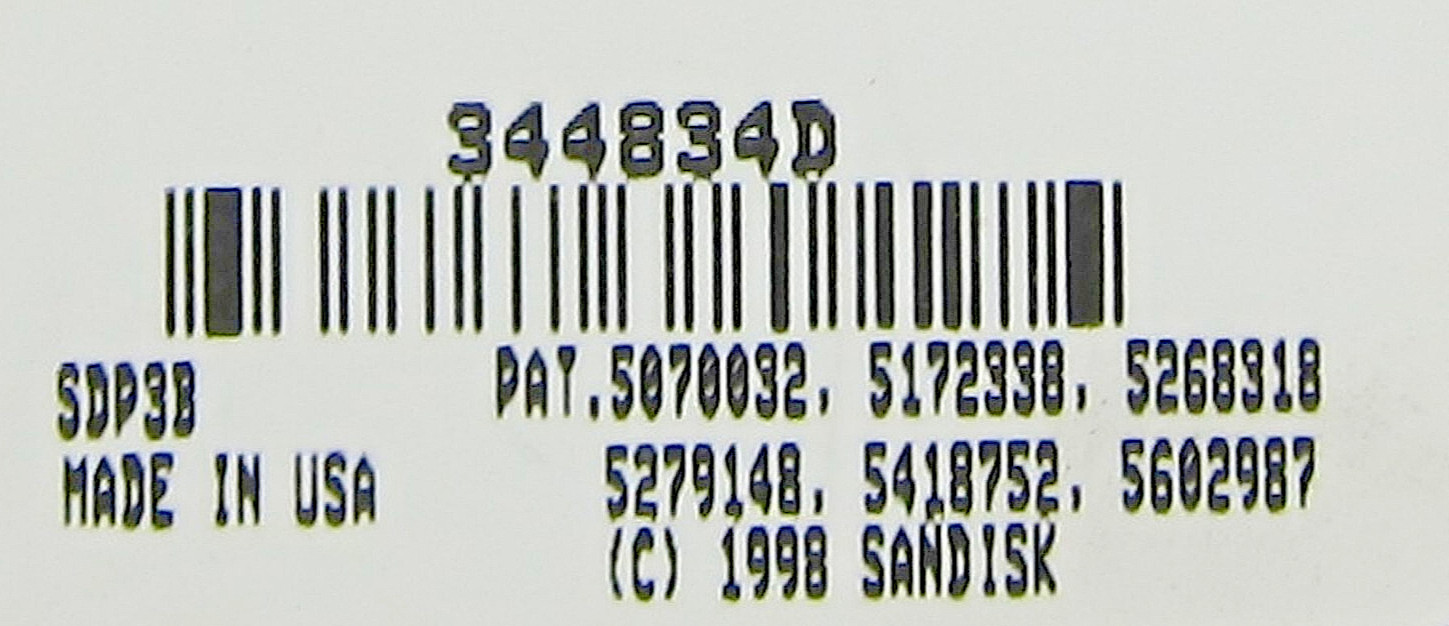 344834D
SDP3B PAT.5070032, 5172338, 5268318
MADE IN USA 5279148, 5418752, 5602987
(C) 1998 SANDISK